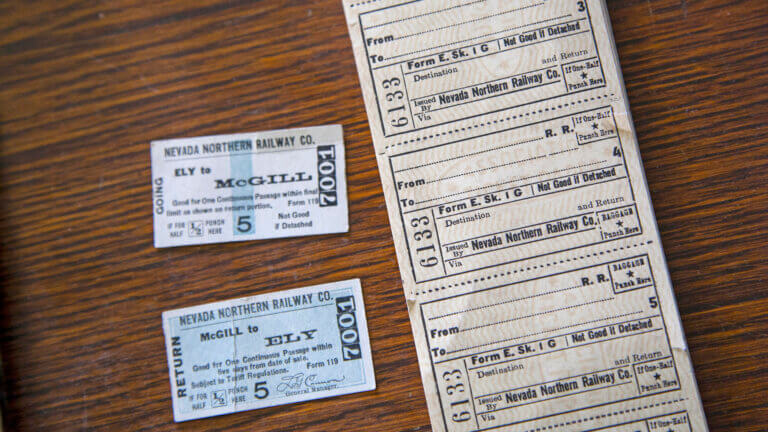 NEVADA NORTHERN RAILWAY CO.
GOING
ELY to
McGILL
7001
Good for One Continuous Passage within final
limit as shown on return portion. Form 119
IF FOR HALF 1/2 PUNCH HERE 5 Not Good if Detached
NEVADA NORTHERN RAILWAY CO.
RETURN
McGILL to
ELY
7001
Good for One Continuous Passage within
five days from date of sale.
Subject to Tariff Regulations. Form 119
IF FOR HALF 1/2 PUNCH HERE 5
General Manager.
3
From
To
Form E. Sk. I G Not Good if Detached
Destination and Return
6133
Issued By Nevada Northern Railway Co.
If One-Half Punch Here
Via
R. R.
If One-Half
4
From
To
Form E. Sk. I G Not Good if Detached
Destination and Return
6133
Issued By Nevada Northern Railway Co.
BAGGAGE Punch Here
Via
R. R.
BAGGAGE Punch Here
5
From
To
Form E. Sk. I G Not Good if Detached
Destination and Return
6133
Issued By Nevada Northern Railway Co.
If One-Half Punch Here
Via
R. R.